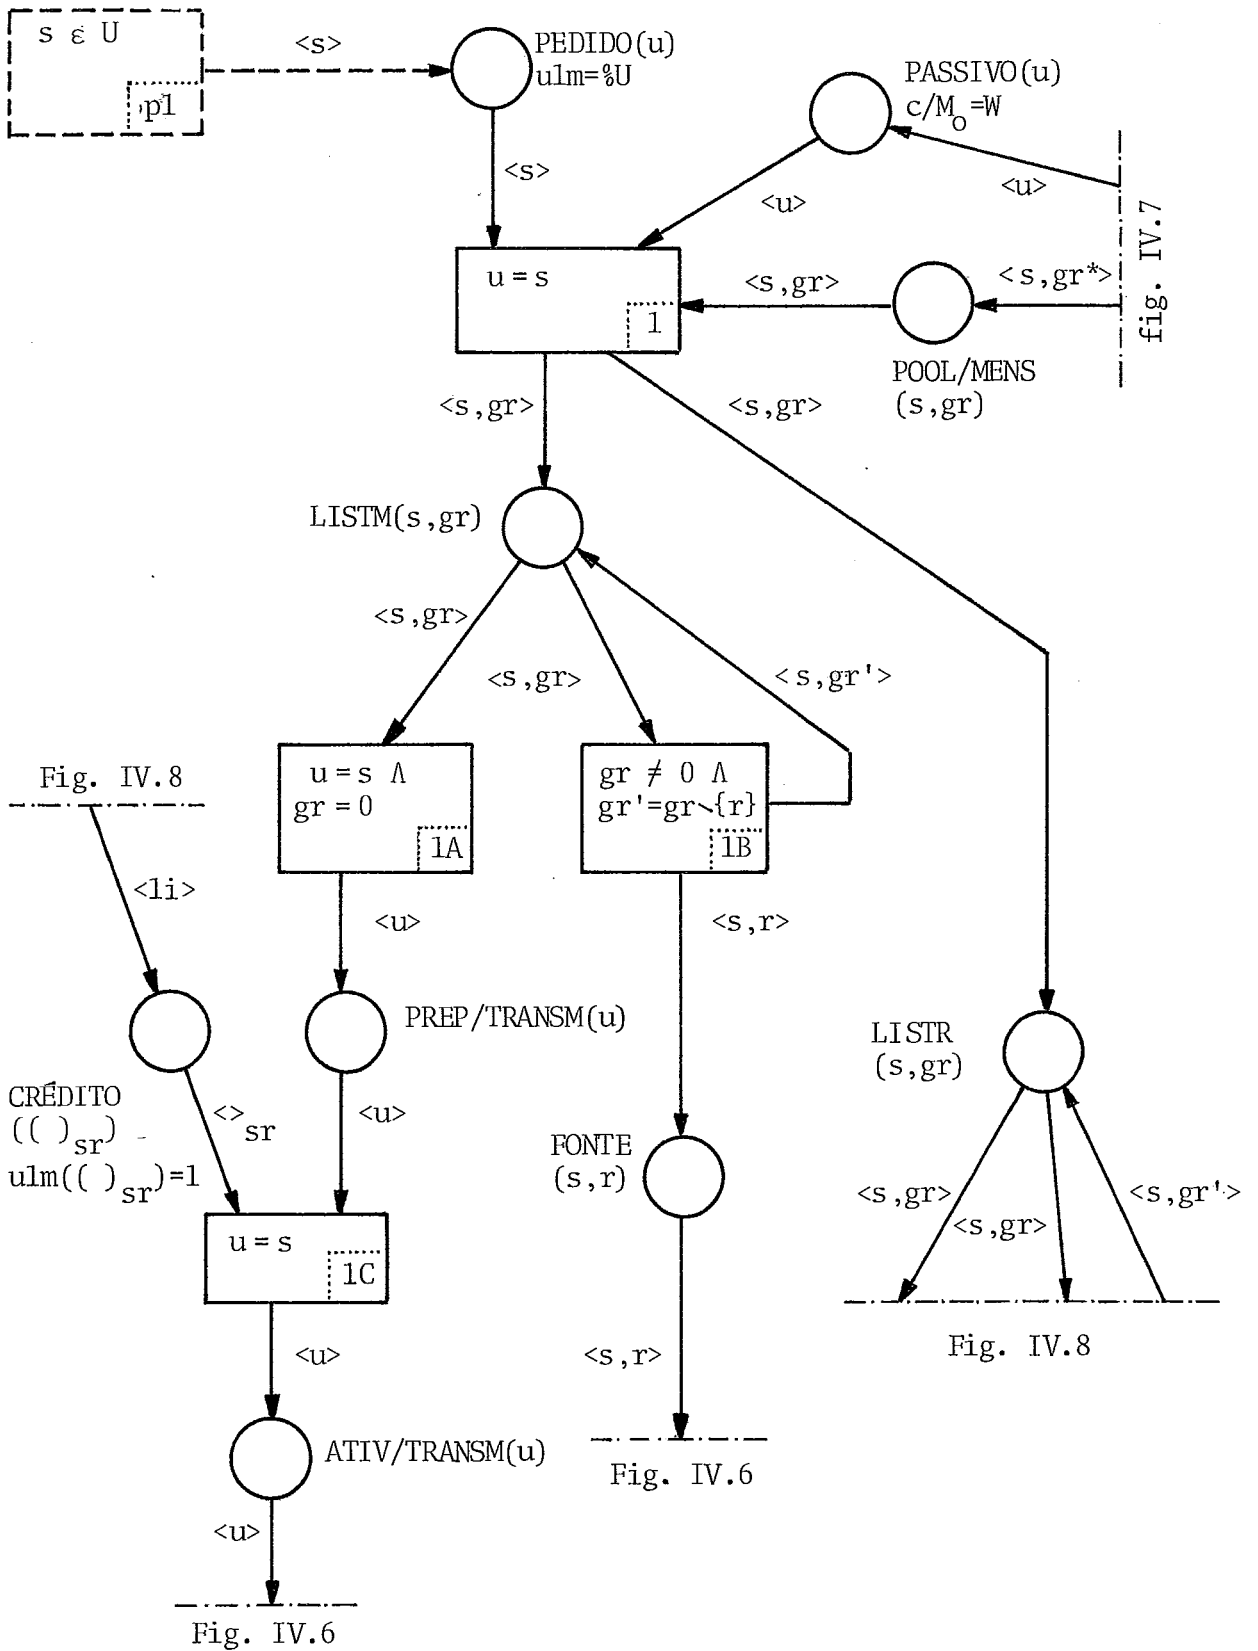 s ε U
p1
<s>
PEDIDO(u)
ulm=%U
PASSIVO(u)
c/Mo=W
<s>
<u>
<u>
fig. IV.7
u = s
1
<s,gr>
<s,gr*>
POOL/MENS
(s,gr)
<s,gr>
<s,gr>
LISTM(s,gr)
<s,gr>
<s,gr>
<s,gr'>
Fig. IV.8
u = s Λ
gr = 0
1A
gr ≠ 0 Λ
gr'=gr∖{r}
1B
<li>
<u>
<s,r>
PREP/TRANSM(u)
LISTR
(s,gr)
CRÉDITO
(( )sr)
ulm(( )sr)=1
<>sr
<u>
FONTE
(s,r)
<s,gr>
<s,gr>
<s,gr'>
u = s
1C
<u>
<s,r>
Fig. IV.8
ATIV/TRANSM(u)
Fig. IV.6
<u>
Fig. IV.6